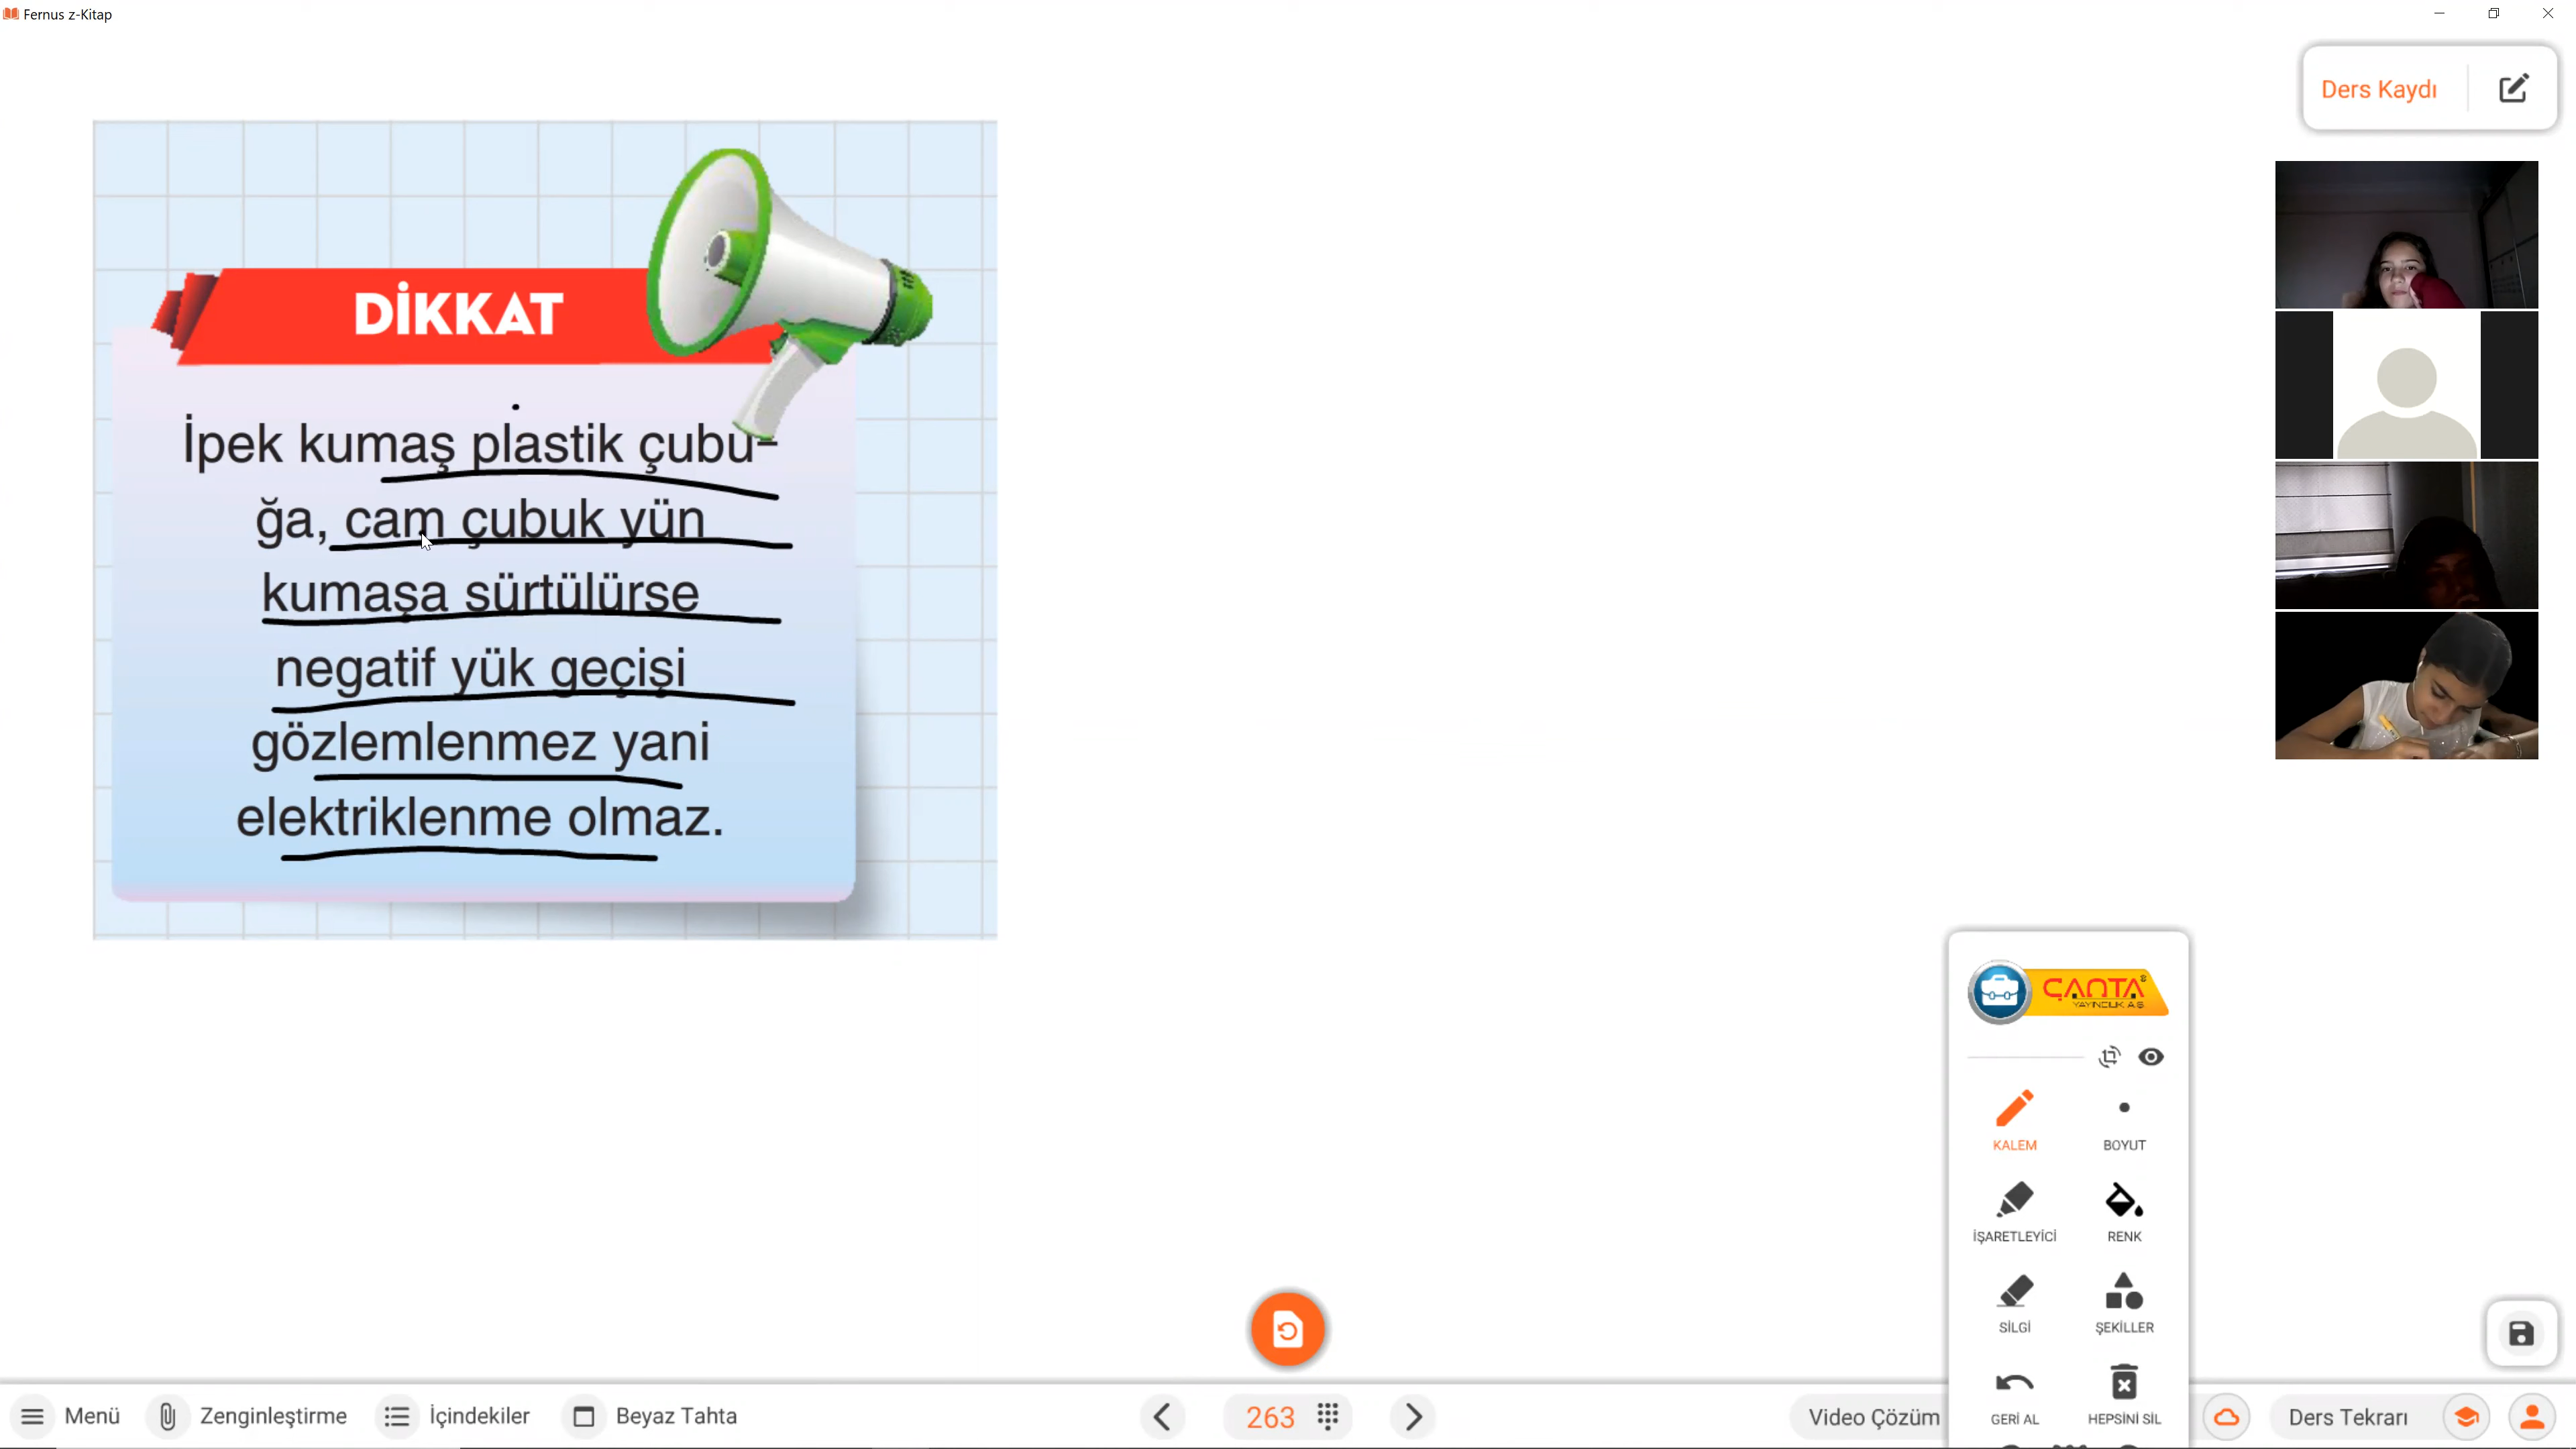 Fernus z-Kitap
Ders Kaydı
DİKKAT
İpek kumaş plastik çubu-
ğa, cam çubuk yün
kumaşa sürtülürse
negatif yük geçişi
gözlemlenmez yani
elektriklenme olmaz.
ÇANTA
YAYINCILIK A.Ş.
KALEM
BOYUT
İŞARETLEYİCİ
RENK
SİLGİ
ŞEKİLLER
GERİ AL
HEPSİNİ SİL
Menü
Zenginleştirme
İçindekiler
Beyaz Tahta
263
Video Çözüm
Ders Tekrarı